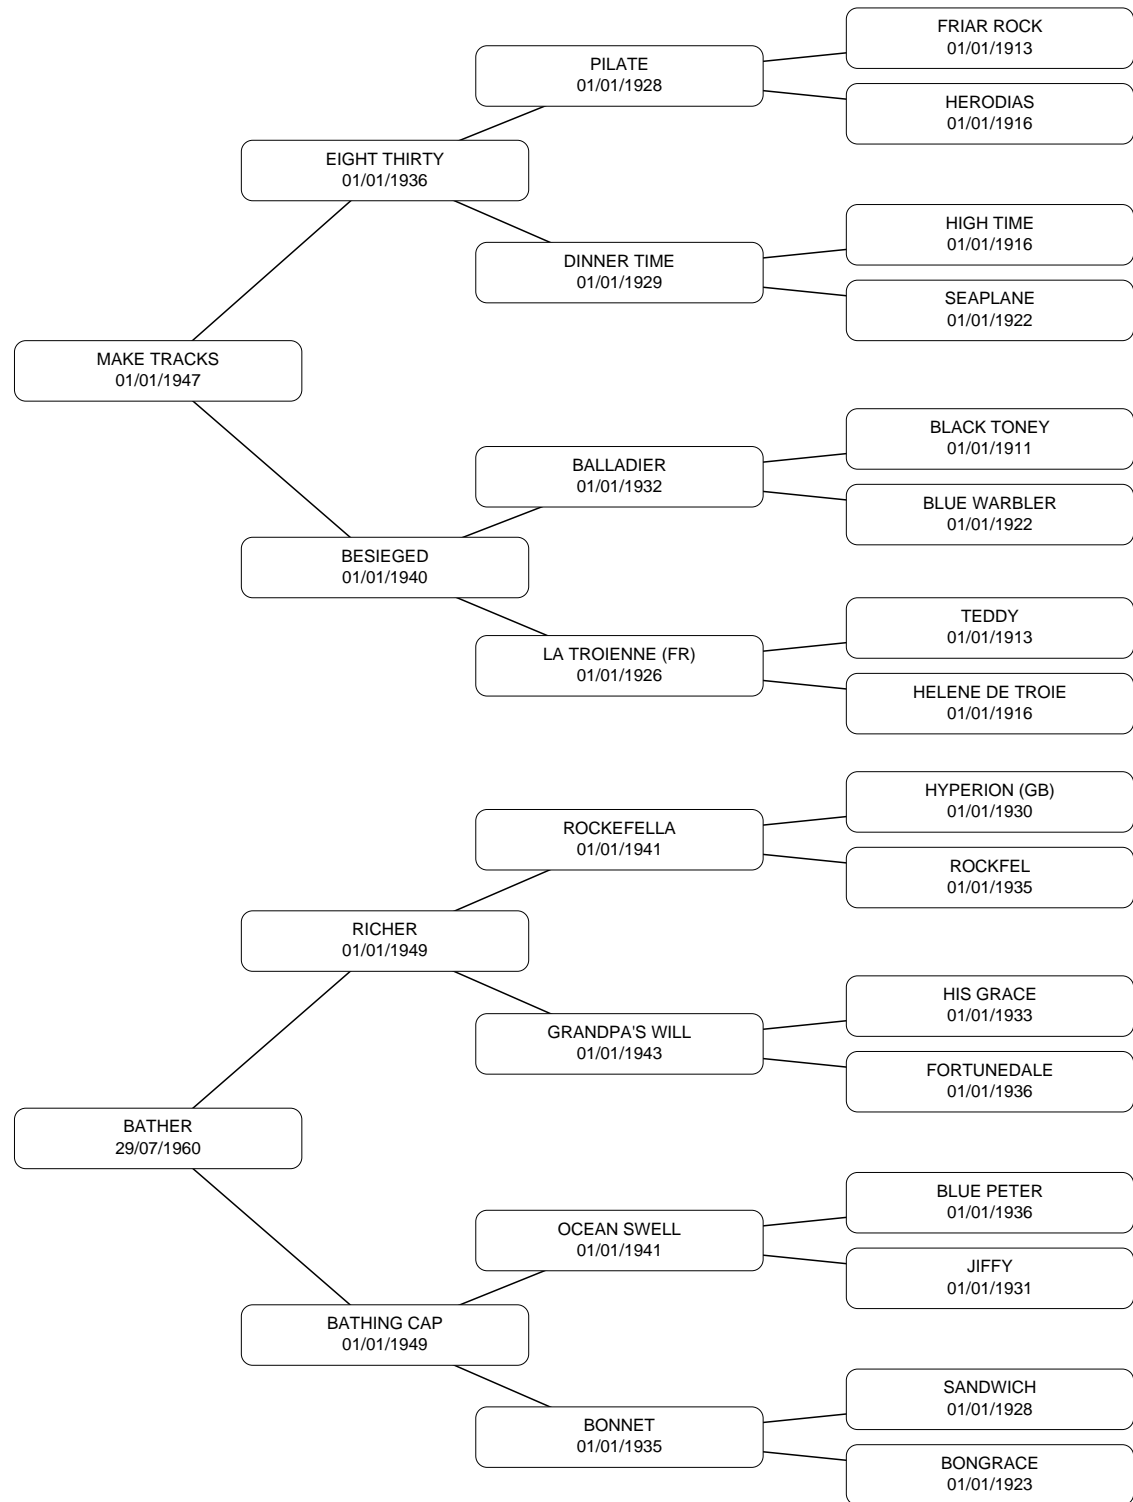 FRIAR ROCK
01/01/1913
PILATE
01/01/1928
HERODIAS
01/01/1916
EIGHT THIRTY
01/01/1936
HIGH TIME
01/01/1916
DINNER TIME
01/01/1929
SEAPLANE
01/01/1922
MAKE TRACKS
01/01/1947
BLACK TONEY
01/01/1911
BALLADIER
01/01/1932
BLUE WARBLER
01/01/1922
BESIEGED
01/01/1940
TEDDY
01/01/1913
LA TROIENNE (FR)
01/01/1926
HELENE DE TROIE
01/01/1916
HYPERION (GB)
01/01/1930
ROCKEFELLA
01/01/1941
ROCKFEL
01/01/1935
RICHER
01/01/1949
HIS GRACE
01/01/1933
GRANDPA'S WILL
01/01/1943
FORTUNEDALE
01/01/1936
BATHER
29/07/1960
BLUE PETER
01/01/1936
OCEAN SWELL
01/01/1941
JIFFY
01/01/1931
BATHING CAP
01/01/1949
SANDWICH
01/01/1928
BONNET
01/01/1935
BONGRACE
01/01/1923